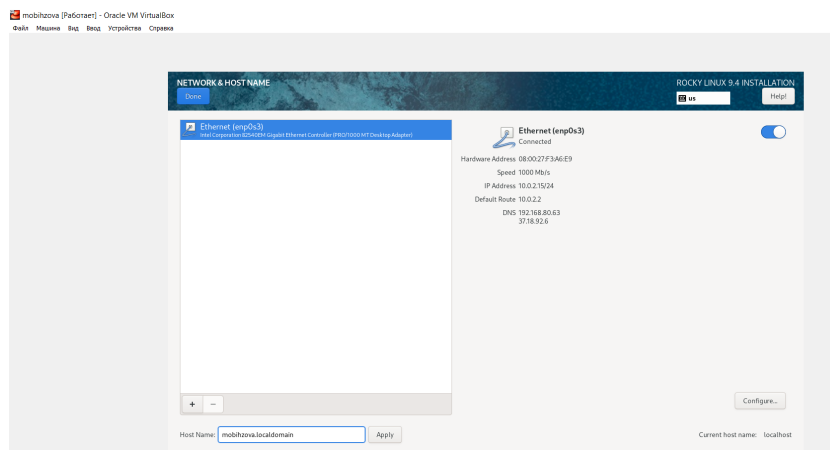 mobihzova [Работает] - Oracle VM VirtualBox
Файл Машина Вид Ввод Устройства Справка
NETWORK & HOST NAME
ROCKY LINUX 9.4 INSTALLATION
Done
us
Help!
Ethernet (enp0s3)
Intel Corporation 82540EM Gigabit Ethernet Controller (PRO/1000 MT Desktop Adapter)
Ethernet (enp0s3)
Connected
Hardware Address 08:00:27:F3:A6:E9
Speed 1000 Mb/s
IP Address 10.0.2.15/24
Default Route 10.0.2.2
DNS 192.168.80.63
37.18.92.6
+ −
Configure...
Host Name: mobihzova.localdomain
Apply
Current host name: localhost